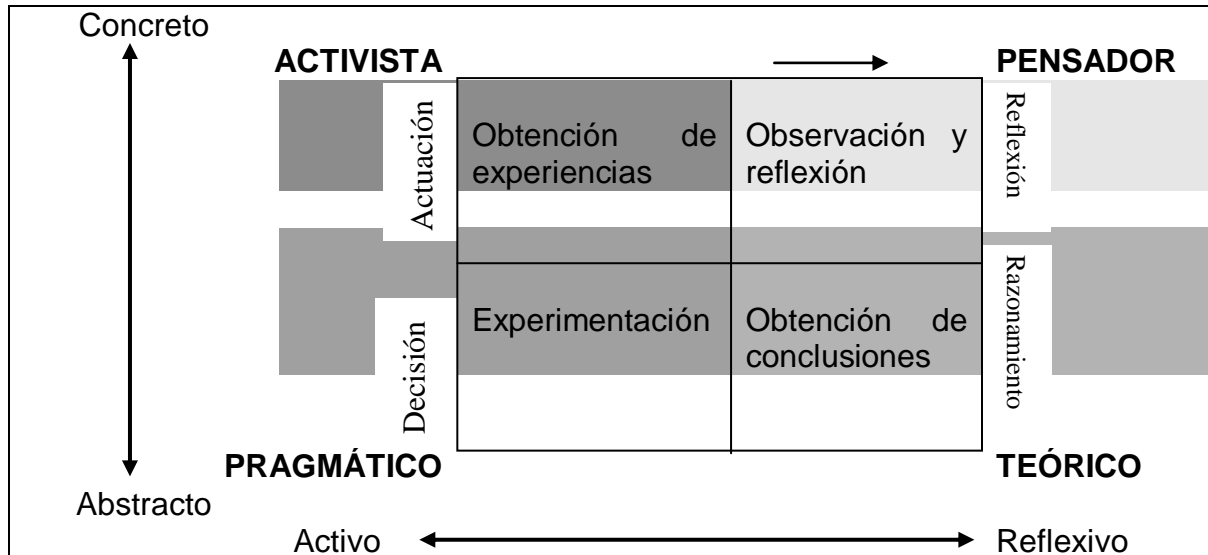 Concreto
ACTIVISTA
PENSADOR
Actuación
Obtención de
experiencias
Observación y
reflexión
Reflexión
Decisión
Experimentación
Obtención de
conclusiones
Razonamiento
PRAGMÁTICO
TEÓRICO
Abstracto
Activo
Reflexivo